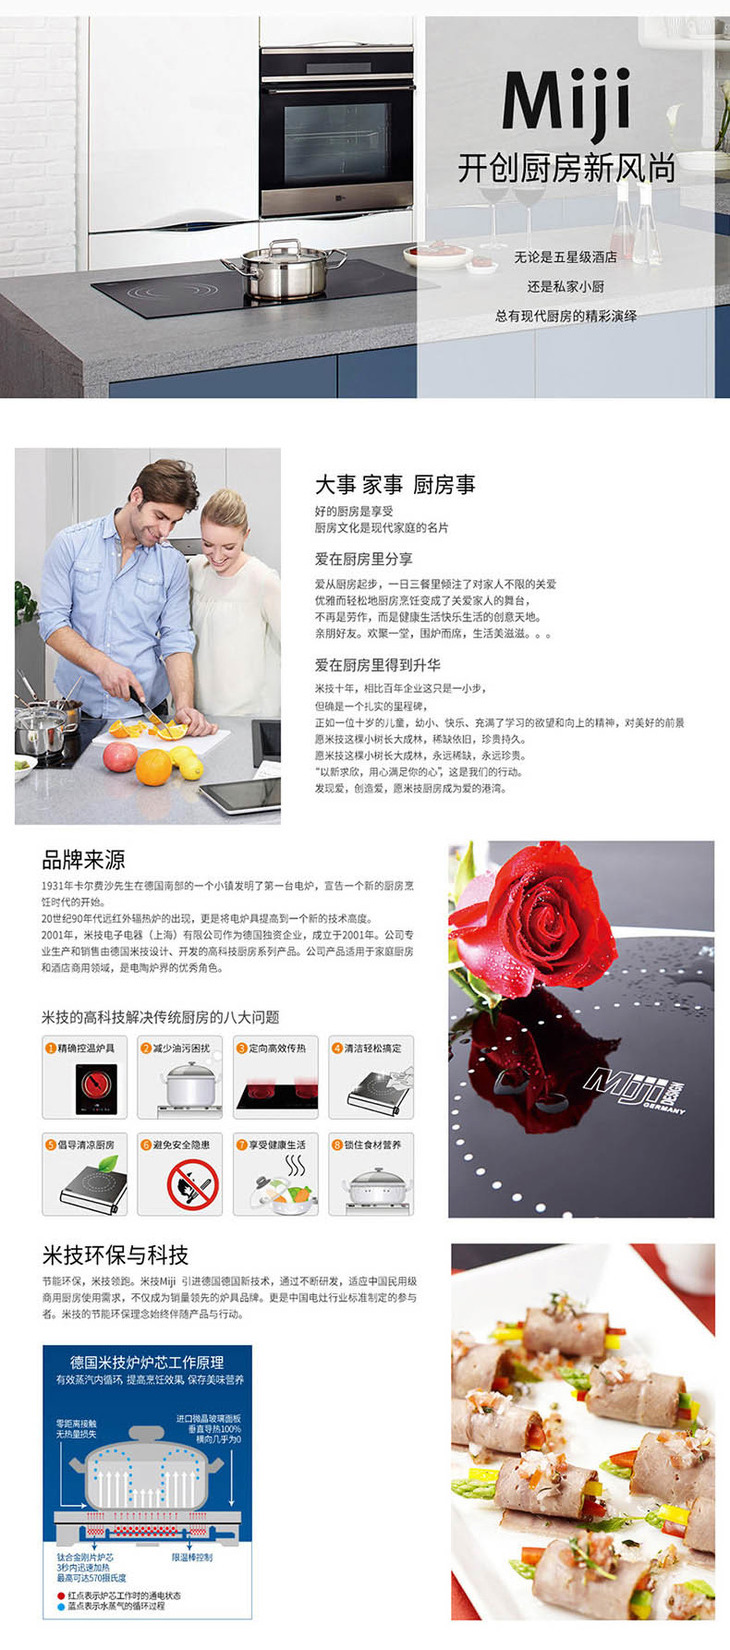 Miji
开创厨房新风尚
无论是五星级酒店
还是私家小厨
总有现代厨房的精彩演绎
大事 家事 厨房事
好的厨房是享受
厨房文化是现代家庭的名片
爱在厨房里分享
爱从厨房起步，一日三餐里倾注了对家人不限的关爱
优雅而轻松地厨房烹饪变成了关爱家人的舞台，
不再是劳作，而是健康生活快乐生活的创意天地。
亲朋好友。欢聚一堂，围炉而席，生活美滋滋。。。
爱在厨房里得到升华
米技十年，相比百年企业这只是一小步，
但确是一个扎实的里程碑，
正如一位十岁的儿童，幼小、快乐、充满了学习的欲望和向上的精神，对美好的前景
愿米技这棵小树长大成林，稀缺依旧，珍贵持久。
愿米技这棵小树长大成林，永远稀缺，永远珍贵。
“以新求欣，用心满足你的心”，这是我们的行动。
发现爱，创造爱，愿米技厨房成为爱的港湾。
品牌来源
1931年卡尔费沙先生在德国南部的一个小镇发明了第一台电炉，宣告一个新的厨房烹
饪时代的开始。
20世纪90年代远红外辐热炉的出现，更是将电炉具提高到一个新的技术高度。
2001年，米技电子电器（上海）有限公司作为德国独资企业，成立于2001年。公司专
业生产和销售由德国米技设计、开发的高科技厨房系列产品。公司产品适用于家庭厨房
和酒店商用领域，是电陶炉界的优秀角色。
米技的高科技解决传统厨房的八大问题
1 精确控温炉具
2 减少油污困扰
3 定向高效传热
4 清洁轻松搞定
5 倡导清凉厨房
6 避免安全隐患
7 享受健康生活
8 锁住食材营养
Miji
DESIGN
GERMANY
米技环保与科技
节能环保，米技领跑。米技Miji 引进德国德国新技术，通过不断研发，适应中国民用级
商用厨房使用需求，不仅成为销量领先的炉具品牌。更是中国电灶行业标准制定的参与
者。米技的节能环保理念始终伴随产品与行动。
德国米技炉炉芯工作原理
有效蒸汽内循环，提高烹饪效果，保存美味营养
零距离接触
无热量损失
进口微晶玻璃面板
垂直导热100%
横向几乎为0
钛合金刚片炉芯
3秒内迅速加热
最高可达570摄氏度
限温棒控制
红点表示炉芯工作时的通电状态
蓝点表示水蒸气的循环过程